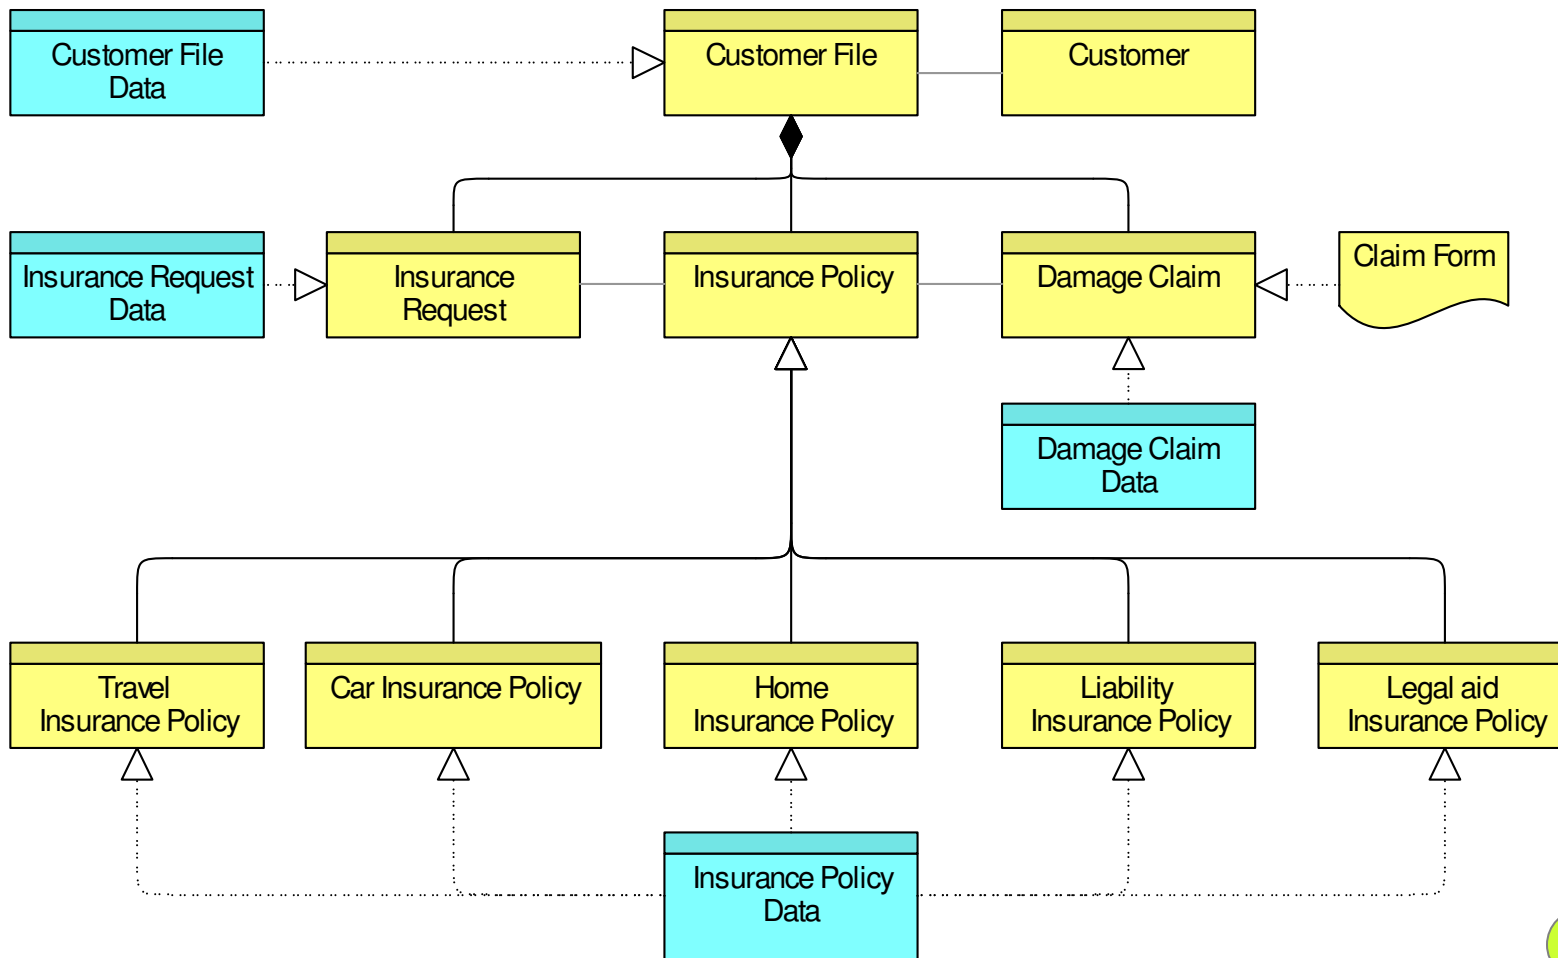 Customer File
Data
Customer File
Customer
Insurance Request
Data
Insurance
Request
Insurance Policy
Damage Claim
Claim Form
Damage Claim
Data
Travel
Insurance Policy
Car Insurance Policy
Home
Insurance Policy
Liability
Insurance Policy
Legal aid
Insurance Policy
Insurance Policy
Data